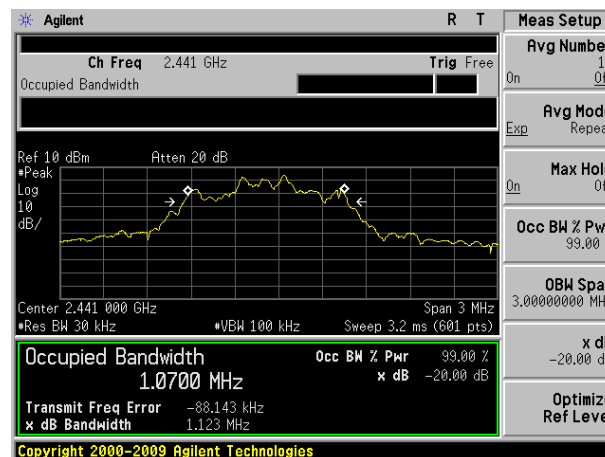 Agilent R T Meas Setup
Ch Freq 2.441 GHz Trig Free
Occupied Bandwidth
Ref 10 dBm Atten 20 dB
#Peak
Log
10
dB/
Center 2.441 000 GHz Span 3 MHz
#Res BW 30 kHz #VBW 100 kHz Sweep 3.2 ms (601 pts)
Occupied Bandwidth Occ BW % Pwr 99.00 %
1.0700 MHz x dB -20.00 dB
Transmit Freq Error -88.143 kHz
x dB Bandwidth 1.123 MHz
Copyright 2000-2009 Agilent Technologies
Avg Numbe
1
On Of
Avg Mod
Exp Repea
Max Hol
On Of
Occ BW % Pw
99.00
OBW Spa
3.00000000 MH
x d
-20.00 d
Optimiz
Ref Leve